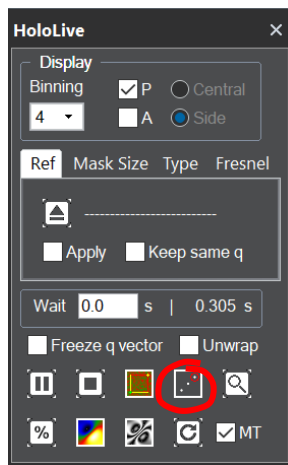 HoloLive ×
Display
Binning
4
P Central
A Side
Ref Mask Size Type Fresnel
-------------------------
Apply Keep same q
Wait 0.0 s | 0.305 s
Freeze q vector Unwrap
% % C MT